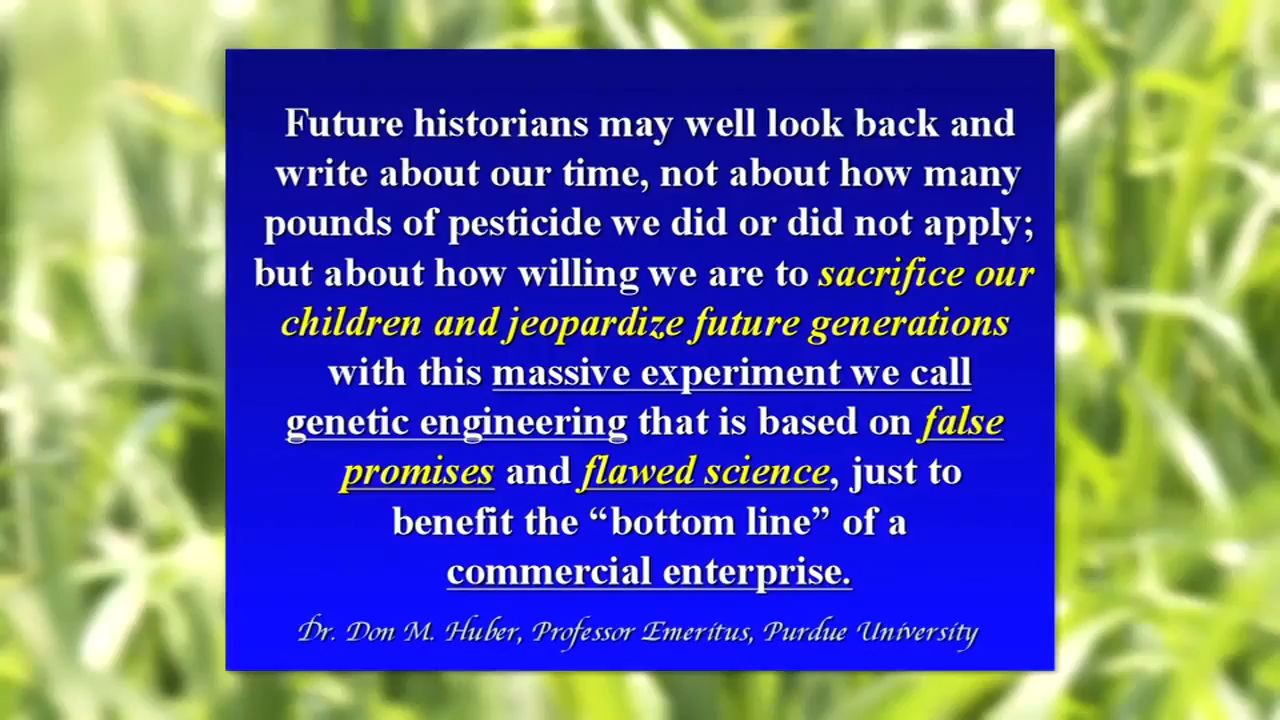 Future historians may well look back and
write about our time, not about how many
pounds of pesticide we did or did not apply;
but about how willing we are to sacrifice our
children and jeopardize future generations
with this massive experiment we call
genetic engineering that is based on false
promises and flawed science, just to
benefit the “bottom line” of a
commercial enterprise.
Dr. Don M. Huber, Professor Emeritus, Purdue University